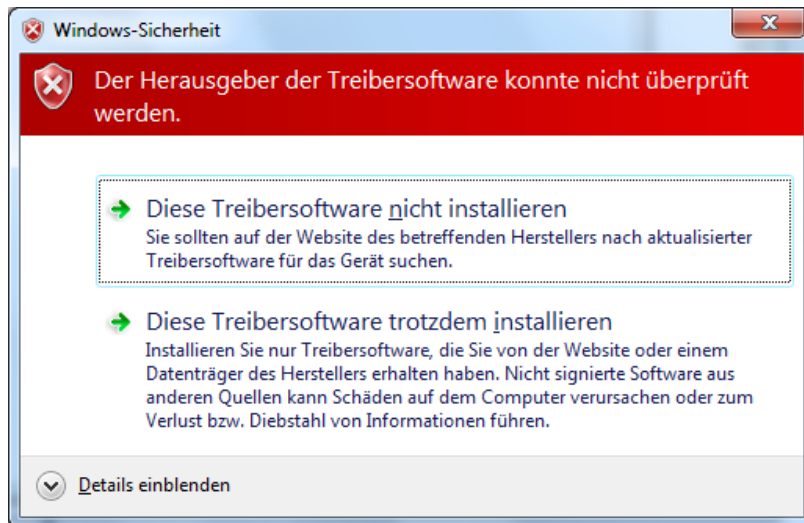 Windows-Sicherheit
Der Herausgeber der Treibersoftware konnte nicht überprüft
werden.
Diese Treibersoftware nicht installieren
Sie sollten auf der Website des betreffenden Herstellers nach aktualisierter
Treibersoftware für das Gerät suchen.
Diese Treibersoftware trotzdem installieren
Installieren Sie nur Treibersoftware, die Sie von der Website oder einem
Datenträger des Herstellers erhalten haben. Nicht signierte Software aus
anderen Quellen kann Schäden auf dem Computer verursachen oder zum
Verlust bzw. Diebstahl von Informationen führen.
Details einblenden